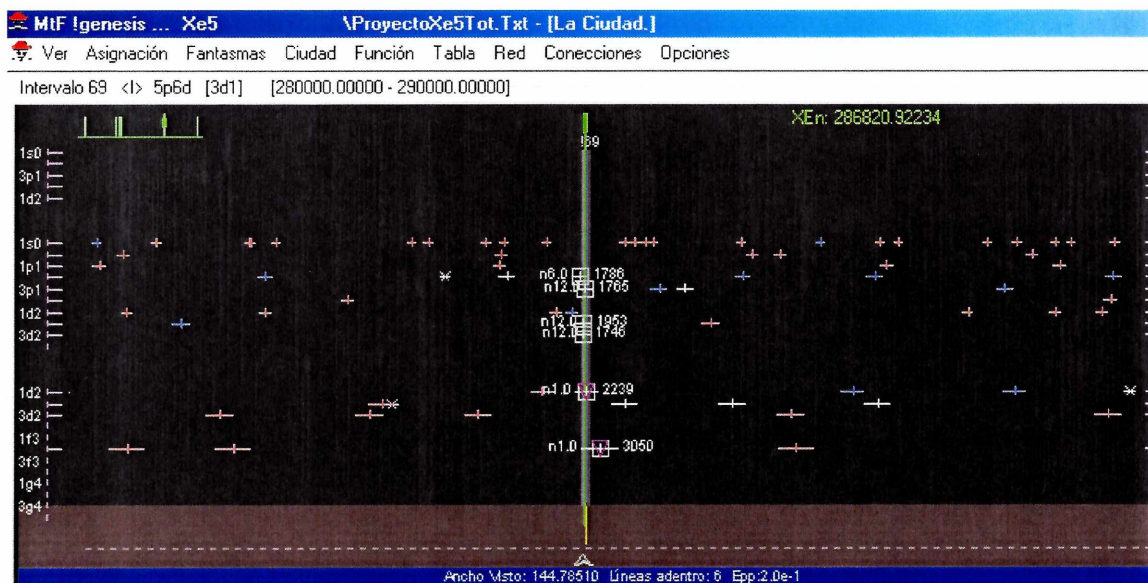 MtF !genesis ... Xe5 \ProyectoXe5Tot.Txt - [La Ciudad.]
Ver Asignación Fantasmas Ciudad Función Tabla Red Conecciones Opciones
Intervalo 69 <I> 5p6d [3d1] [280000.00000 - 290000.00000]
XEn: 286820.92234
!69
1s0
3p1
1d2
1s0
1p1
n6.0 1786
3p1
n12.0 1765
1d2
n12.0 1953
3d2
n12.0 1746
1d2
n1.0 2239
3d2
1f3
n1.0 3050
3f3
1g4
3g4
Ancho Visto: 144.78510 Líneas adentro: 6 Epp:2.0e-1